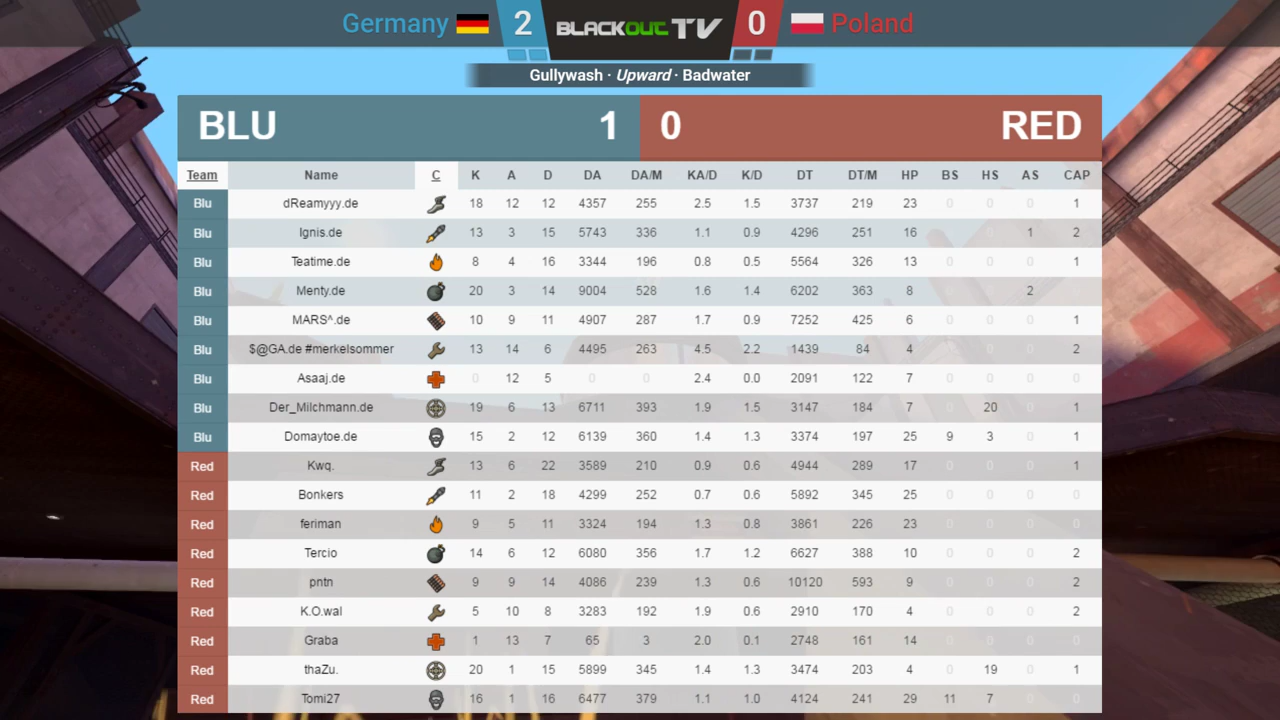 Germany 2 BLACKOUT TV 0 Poland
Gullywash · Upward · Badwater
BLU 1 0 RED
Team Name C K A D DA DA/M KA/D K/D DT DT/M HP BS HS AS CAP
Blu dReamyyy.de 18 12 12 4357 255 2.5 1.5 3737 219 23 0 0 0 1
Blu Ignis.de 13 3 15 5743 336 1.1 0.9 4296 251 16 0 0 1 2
Blu Teatime.de 8 4 16 3344 196 0.8 0.5 5564 326 13 0 0 0 1
Blu Menty.de 20 3 14 9004 528 1.6 1.4 6202 363 8 0 0 2
Blu MARS^.de 10 9 11 4907 287 1.7 0.9 7252 425 6 0 0 0 1
Blu $@GA.de #merkelsommer 13 14 6 4495 263 4.5 2.2 1439 84 4 0 0 0 2
Blu Asaaj.de 0 12 5 0 0 2.4 0.0 2091 122 7 0 0 0 0
Blu Der_Milchmann.de 19 6 13 6711 393 1.9 1.5 3147 184 7 0 20 0 1
Blu Domaytoe.de 15 2 12 6139 360 1.4 1.3 3374 197 25 9 3 0 1
Red Kwq. 13 6 22 3589 210 0.9 0.6 4944 289 17 0 0 0 1
Red Bonkers 11 2 18 4299 252 0.7 0.6 5892 345 25 0 0 0 0
Red feriman 9 5 11 3324 194 1.3 0.8 3861 226 23 0 0 0 0
Red Tercio 14 6 12 6080 356 1.7 1.2 6627 388 10 0 0 0 2
Red pntn 9 9 14 4086 239 1.3 0.6 10120 593 9 0 0 0 2
Red K.O.wal 5 10 8 3283 192 1.9 0.6 2910 170 4 0 0 0 2
Red Graba 1 13 7 65 3 2.0 0.1 2748 161 14 0 0 0 0
Red thaZu. 20 1 15 5899 345 1.4 1.3 3474 203 4 0 19 0 1
Red Tomi27 16 1 16 6477 379 1.1 1.0 4124 241 29 11 7 0 0